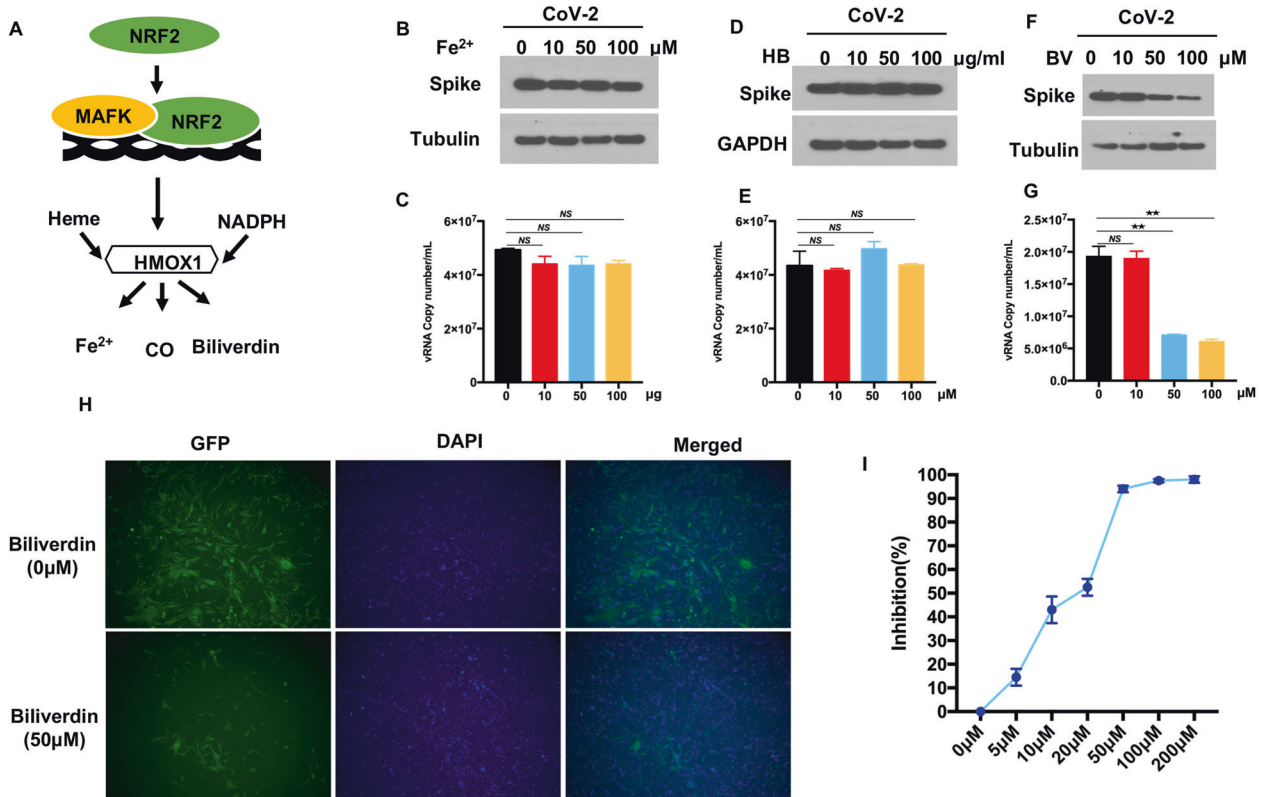 A
NRF2
MAFK
NRF2
Heme
NADPH
HMOX1
Fe²⁺
CO
Biliverdin
B
CoV-2
Fe²⁺
0 10 50 100 μM
Spike
Tubulin
C
NS
NS
NS
vRNA Copy number/mL
6×10⁷
4×10⁷
2×10⁷
0
0 10 50 100 μg
D
CoV-2
HB
0 10 50 100 μg/ml
Spike
GAPDH
E
NS
NS
NS
vRNA Copy number/mL
6×10⁷
4×10⁷
2×10⁷
0
0 10 50 100 μM
F
CoV-2
BV
0 10 50 100 μM
Spike
Tubulin
G
★★
★★
NS
vRNA Copy number/mL
2.5×10⁷
2.0×10⁷
1.5×10⁷
1.0×10⁷
5.0×10⁶
0.0
0 10 50 100 μM
H
GFP DAPI Merged
Biliverdin
(0μM)
Biliverdin
(50μM)
I
Inhibition(%)
100
90
80
70
60
50
40
30
20
10
0
0μM 5μM 10μM 20μM 50μM 100μM 200μM